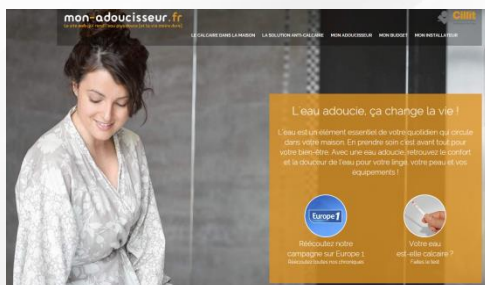 mon-adoucisseur.fr
Cillit
LE CALCAIRE DANS LA MAISON LA SOLUTION ANTI-CALCAIRE MON ADOUCISSEUR MON BUDGET MON INSTALLATEUR
L'eau adoucie, ça change la vie !
L'eau est un élément essentiel de votre quotidien qui circule
dans votre maison. En prendre soin c'est avant tout pour
votre bien-être. Avec une eau adoucie, retrouvez le confort
et la douceur de l'eau pour votre linge, votre peau et vos
équipements !
Europe 1
Réécoutez notre
campagne sur Europe 1
Réécoutez toutes nos chroniques
Votre eau
est-elle calcaire ?
Faites le test